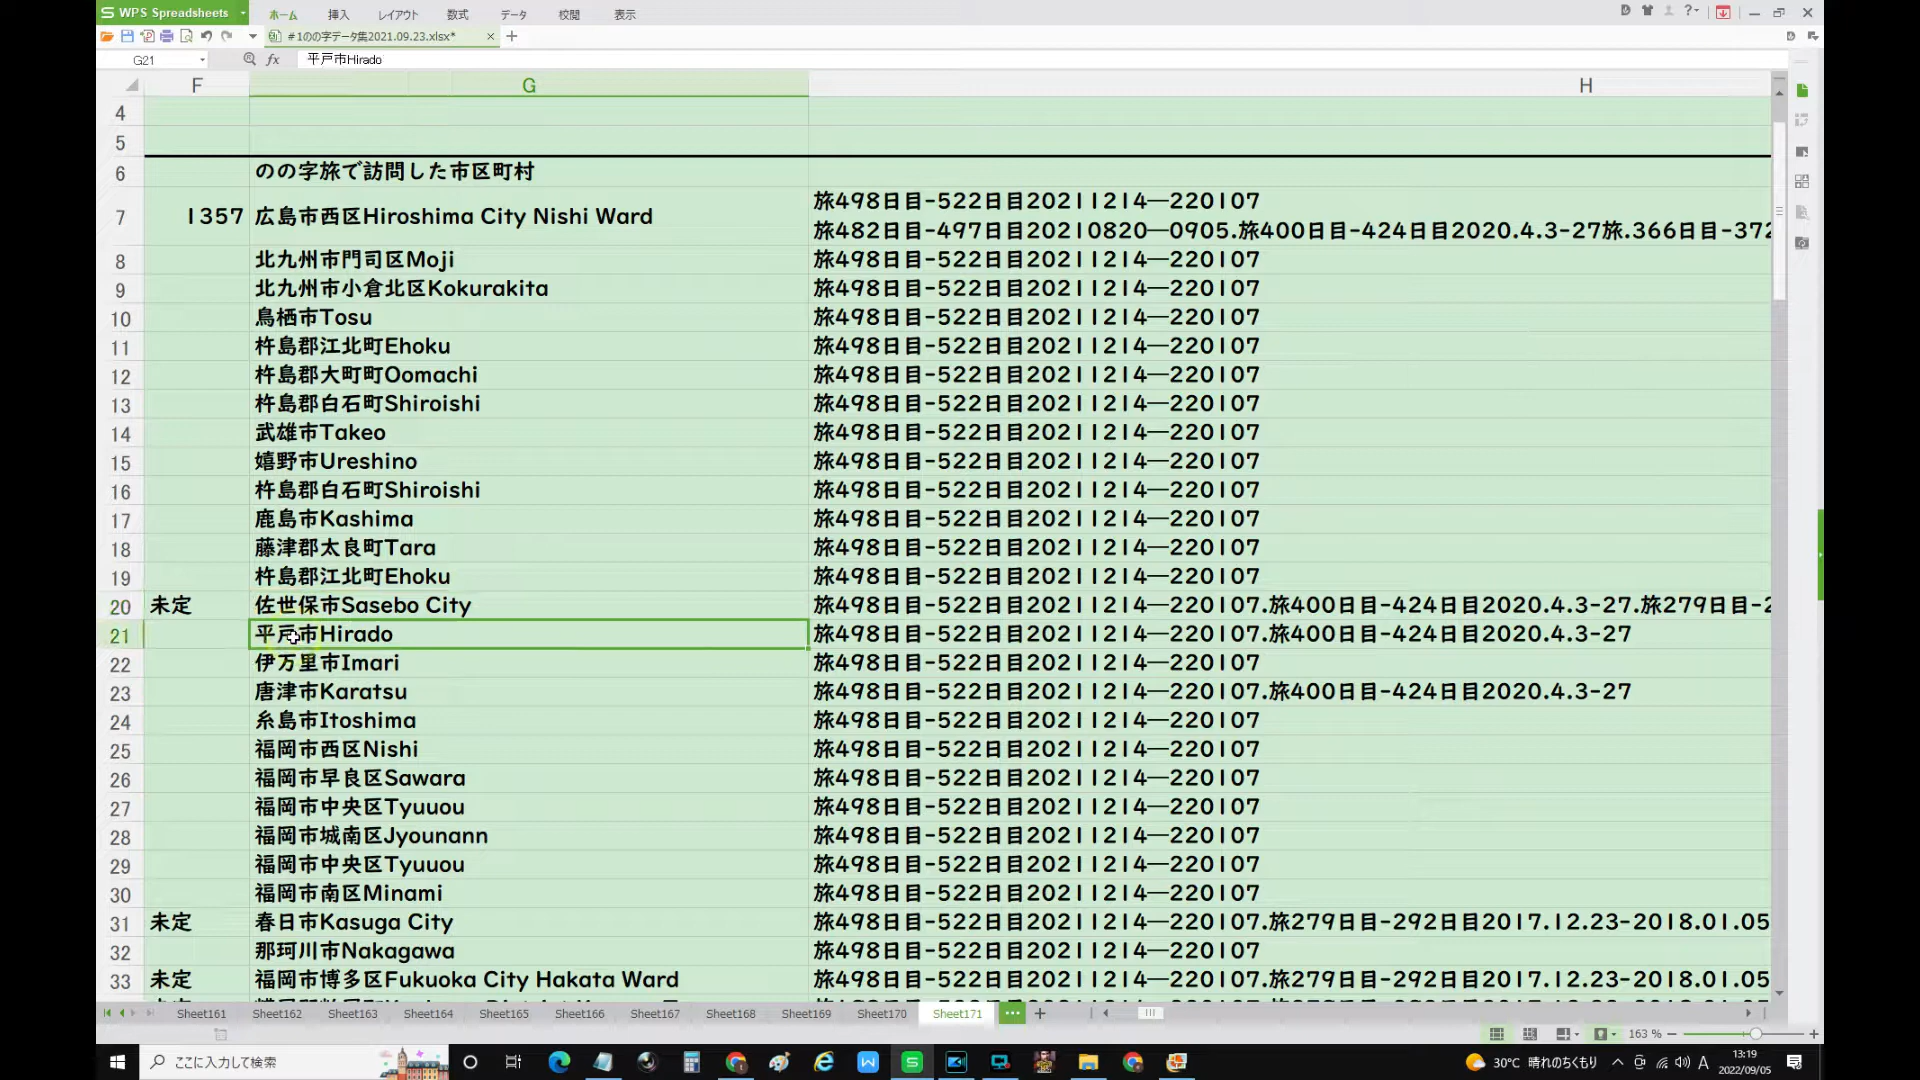 WPS Spreadsheets
ホーム 挿入 レイアウト 数式 データ 校閲 表示
#1のの字データ集2021.09.23.xlsx*
G21 fx 平戸市Hirado
F G H
4
5
6 のの字旅で訪問した市区町村
7 1357 広島市西区Hiroshima City Nishi Ward 旅498日目-522日目20211214―220107
旅482日目-497日目20210820―0905.旅400日目-424日目2020.4.3-27旅.366日目-372
8 北九州市門司区Moji 旅498日目-522日目20211214―220107
9 北九州市小倉北区Kokurakita 旅498日目-522日目20211214―220107
10 鳥栖市Tosu 旅498日目-522日目20211214―220107
11 杵島郡江北町Ehoku 旅498日目-522日目20211214―220107
12 杵島郡大町町Oomachi 旅498日目-522日目20211214―220107
13 杵島郡白石町Shiroishi 旅498日目-522日目20211214―220107
14 武雄市Takeo 旅498日目-522日目20211214―220107
15 嬉野市Ureshino 旅498日目-522日目20211214―220107
16 杵島郡白石町Shiroishi 旅498日目-522日目20211214―220107
17 鹿島市Kashima 旅498日目-522日目20211214―220107
18 藤津郡太良町Tara 旅498日目-522日目20211214―220107
19 杵島郡江北町Ehoku 旅498日目-522日目20211214―220107
20 未定 佐世保市Sasebo City 旅498日目-522日目20211214―220107.旅400日目-424日目2020.4.3-27.旅279日目-2
21 平戸市Hirado 旅498日目-522日目20211214―220107.旅400日目-424日目2020.4.3-27
22 伊万里市Imari 旅498日目-522日目20211214―220107
23 唐津市Karatsu 旅498日目-522日目20211214―220107.旅400日目-424日目2020.4.3-27
24 糸島市Itoshima 旅498日目-522日目20211214―220107
25 福岡市西区Nishi 旅498日目-522日目20211214―220107
26 福岡市早良区Sawara 旅498日目-522日目20211214―220107
27 福岡市中央区Tyuuou 旅498日目-522日目20211214―220107
28 福岡市城南区Jyounann 旅498日目-522日目20211214―220107
29 福岡市中央区Tyuuou 旅498日目-522日目20211214―220107
30 福岡市南区Minami 旅498日目-522日目20211214―220107
31 未定 春日市Kasuga City 旅498日目-522日目20211214―220107.旅279日目-292日目2017.12.23-2018.01.05
32 那珂川市Nakagawa 旅498日目-522日目20211214―220107
33 未定 福岡市博多区Fukuoka City Hakata Ward 旅498日目-522日目20211214―220107.旅279日目-292日目2017.12.23-2018.01.05
Sheet161 Sheet162 Sheet163 Sheet164 Sheet165 Sheet166 Sheet167 Sheet168 Sheet169 Sheet170 Sheet171
163 %
ここに入力して検索 30°C 晴れのちくもり A 13:19
2022/09/05